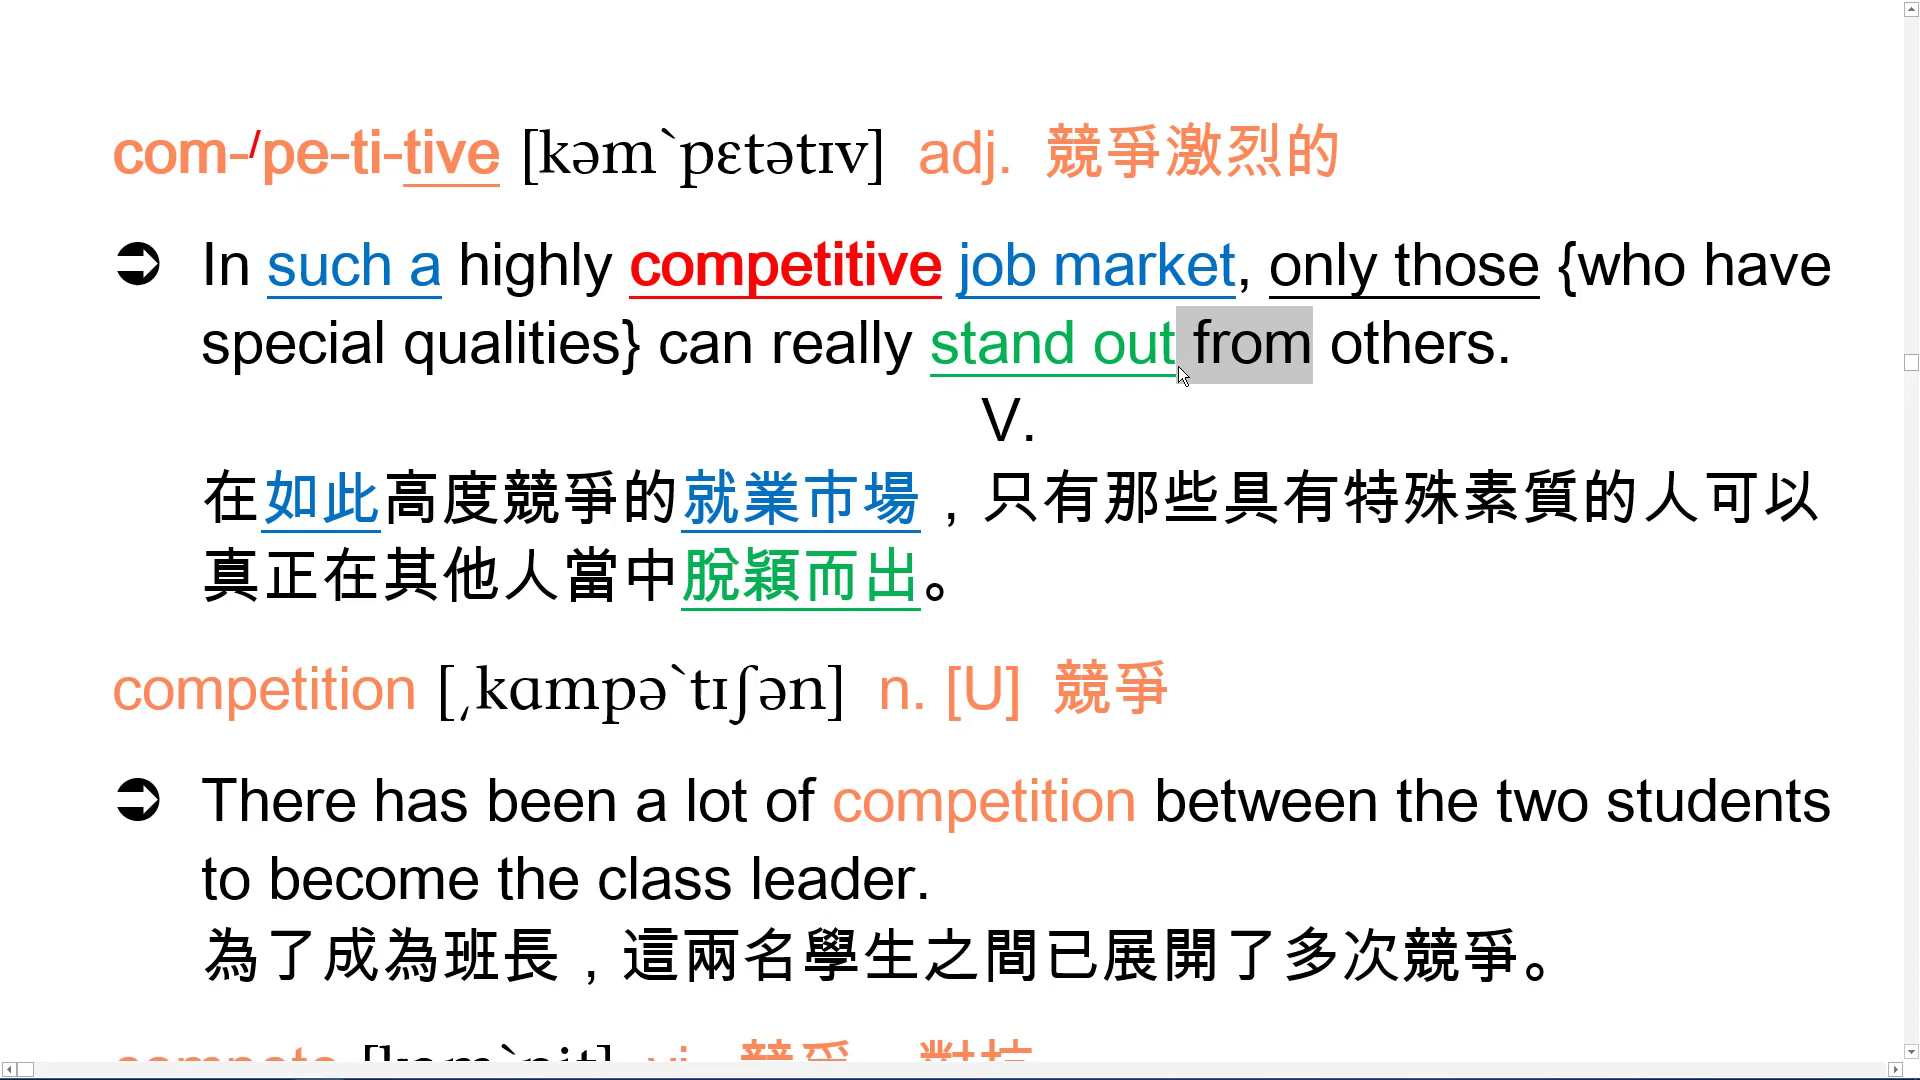 com-/pe-ti-tive [kəm`pɛtətɪv] adj. 競爭激烈的
➲ In such a highly competitive job market, only those {who have
special qualities} can really stand out from others.
V.
在如此高度競爭的就業市場，只有那些具有特殊素質的人可以
真正在其他人當中脫穎而出。
competition [ˏkɑmpə`tɪʃən] n. [U] 競爭
➲ There has been a lot of competition between the two students
to become the class leader.
為了成為班長，這兩名學生之間已展開了多次競爭。